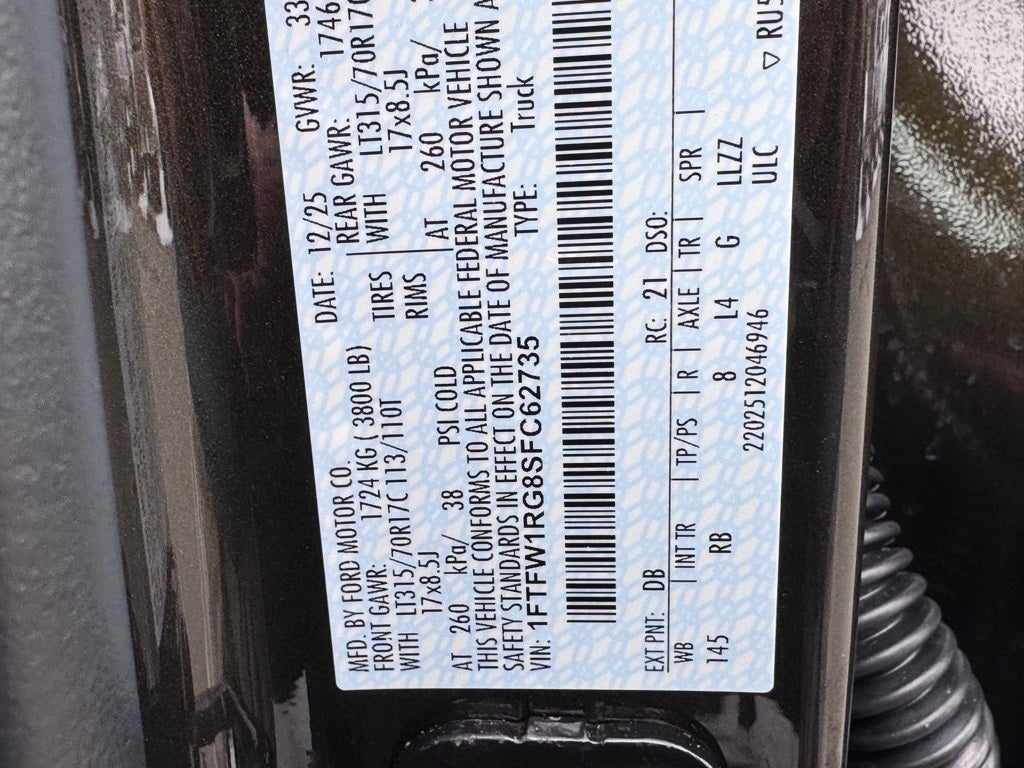 MFD. BY FORD MOTOR CO. DATE: 12/25 GVWR: 33
FRONT GAWR: 1724 KG ( 3800 LB) REAR GAWR: 1746
WITH LT315/70R17C113/110T TIRES WITH LT315/70R17C
17x8.5J RIMS 17x8.5J
AT 260 kPa/ 38 PSI COLD AT 260 kPa/
THIS VEHICLE CONFORMS TO ALL APPLICABLE FEDERAL MOTOR VEHICLE
SAFETY STANDARDS IN EFFECT ON THE DATE OF MANUFACTURE SHOWN A
VIN: 1FTFW1RG8SFC62735 TYPE: Truck
EXT PNT: DB RC: 21 DSO:
WB INT TR TP/PS R AXLE TR SPR
145 RB 8 L4 G LLZZ
2202512046946 ULC
▽ RU5